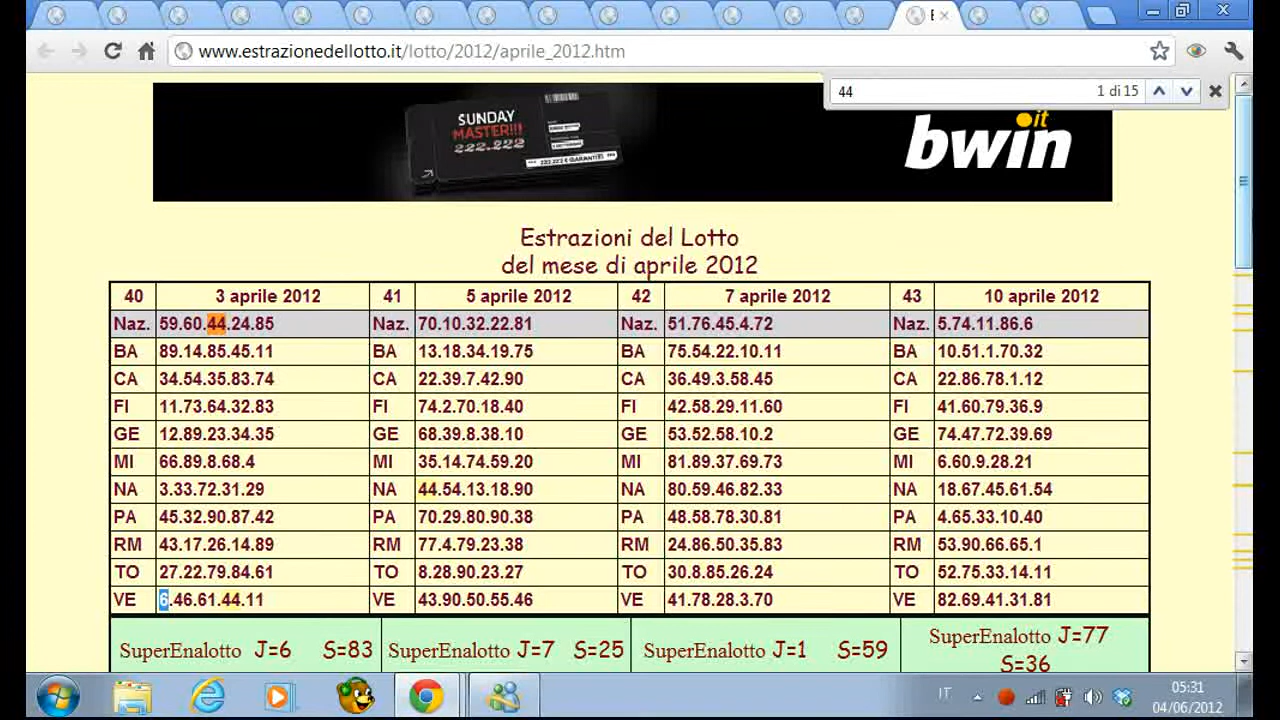 E
www.estrazionedellotto.it/lotto/2012/aprile_2012.htm
44 1 di 15
SUNDAY
MASTER!!!
222.222
222.222 € GARANTITI
bwin.it
Estrazioni del Lotto
del mese di aprile 2012
40 3 aprile 2012 41 5 aprile 2012 42 7 aprile 2012 43 10 aprile 2012
Naz. 59.60.44.24.85 Naz. 70.10.32.22.81 Naz. 51.76.45.4.72 Naz. 5.74.11.86.6
BA 89.14.85.45.11 BA 13.18.34.19.75 BA 75.54.22.10.11 BA 10.51.1.70.32
CA 34.54.35.83.74 CA 22.39.7.42.90 CA 36.49.3.58.45 CA 22.86.78.1.12
FI 11.73.64.32.83 FI 74.2.70.18.40 FI 42.58.29.11.60 FI 41.60.79.36.9
GE 12.89.23.34.35 GE 68.39.8.38.10 GE 53.52.58.10.2 GE 74.47.72.39.69
MI 66.89.8.68.4 MI 35.14.74.59.20 MI 81.89.37.69.73 MI 6.60.9.28.21
NA 3.33.72.31.29 NA 44.54.13.18.90 NA 80.59.46.82.33 NA 18.67.45.61.54
PA 45.32.90.87.42 PA 70.29.80.90.38 PA 48.58.78.30.81 PA 4.65.33.10.40
RM 43.17.26.14.89 RM 77.4.79.23.38 RM 24.86.50.35.83 RM 53.90.66.65.1
TO 27.22.79.84.61 TO 8.28.90.23.27 TO 30.8.85.26.24 TO 52.75.33.14.11
VE 6.46.61.44.11 VE 43.90.50.55.46 VE 41.78.28.3.70 VE 82.69.41.31.81
SuperEnalotto J=6 S=83 SuperEnalotto J=7 S=25 SuperEnalotto J=1 S=59 SuperEnalotto J=77
S=36
IT 05:31
04/06/2012